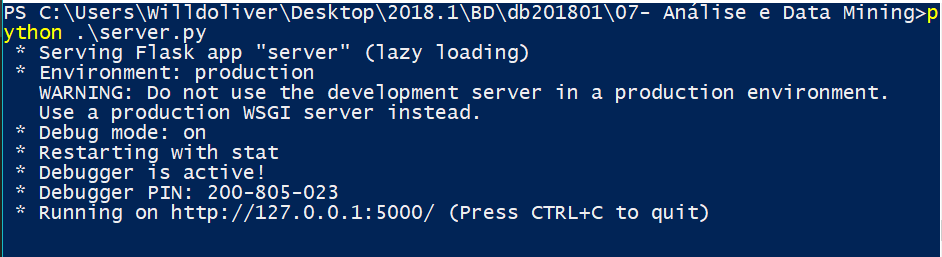 PS C:\Users\Willdoliver\Desktop\2018.1\BD\db201801\07- Análise e Data Mining>p
ython .\server.py
 * Serving Flask app "server" (lazy loading)
 * Environment: production
   WARNING: Do not use the development server in a production environment.
   Use a production WSGI server instead.
 * Debug mode: on
 * Restarting with stat
 * Debugger is active!
 * Debugger PIN: 200-805-023
 * Running on http://127.0.0.1:5000/ (Press CTRL+C to quit)